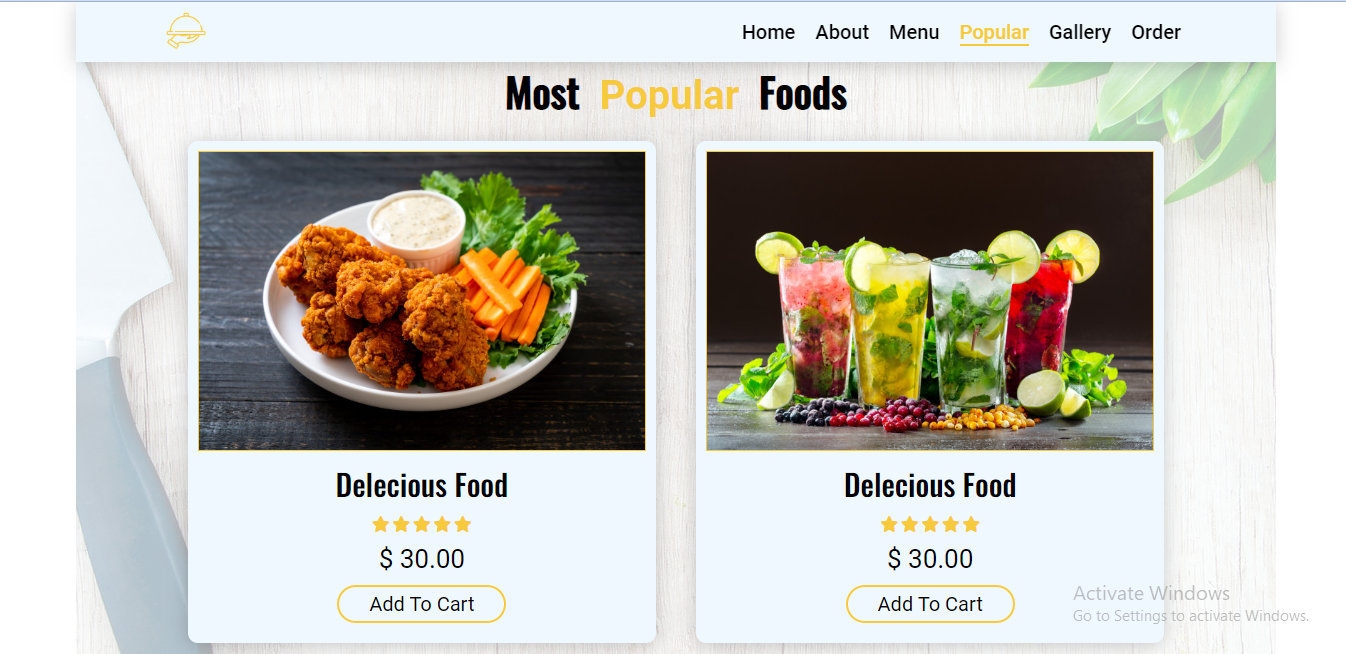 Home About Menu Popular Gallery Order
Most Popular Foods
Delecious Food
$ 30.00
Add To Cart
Delecious Food
$ 30.00
Add To Cart
Activate Windows
Go to Settings to activate Windows.